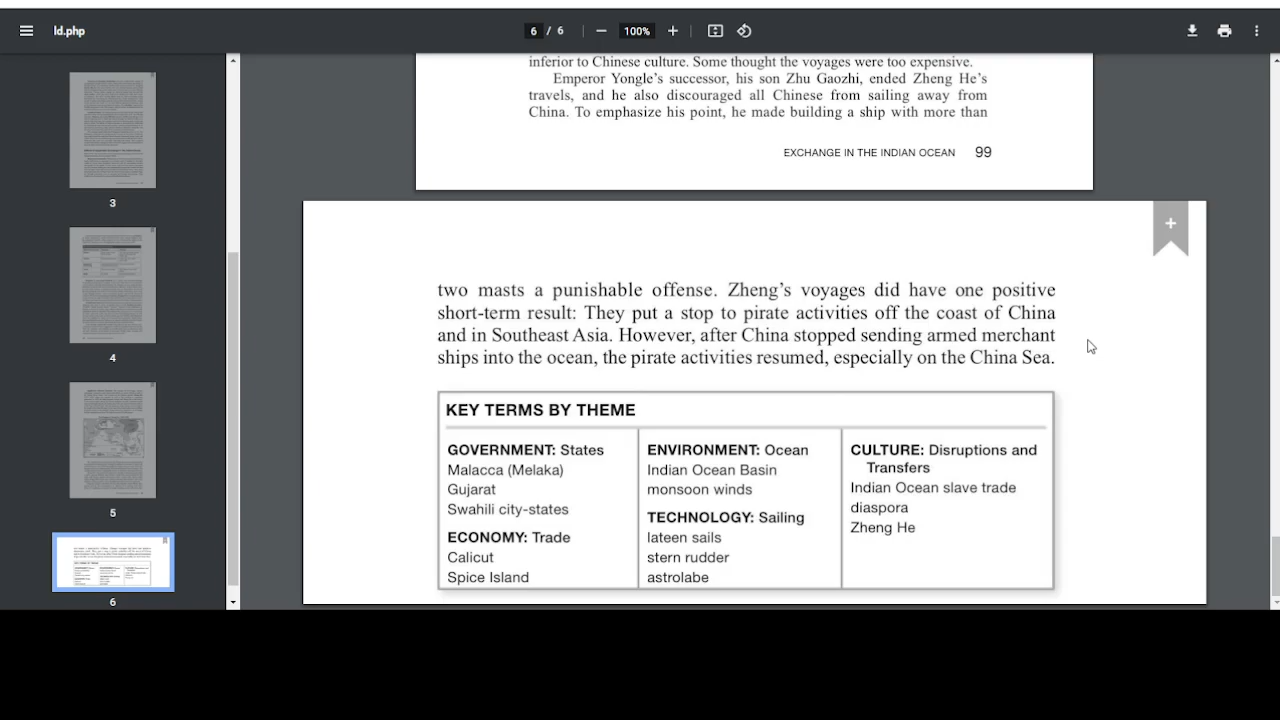 ld.php
6 / 6
100%
inferior to Chinese culture. Some thought the voyages were too expensive.
Emperor Yongle's successor, his son Zhu Gaozhi, ended Zheng He's
travels, and he also discouraged all Chinese from sailing away from
China. To emphasize his point, he made building a ship with more than
EXCHANGE IN THE INDIAN OCEAN 99
two masts a punishable offense. Zheng's voyages did have one positive
short-term result: They put a stop to pirate activities off the coast of China
and in Southeast Asia. However, after China stopped sending armed merchant
ships into the ocean, the pirate activities resumed, especially on the China Sea.
KEY TERMS BY THEME
GOVERNMENT: States
Malacca (Melaka)
Gujarat
Swahili city-states
ECONOMY: Trade
Calicut
Spice Island
ENVIRONMENT: Ocean
Indian Ocean Basin
monsoon winds
TECHNOLOGY: Sailing
lateen sails
stern rudder
astrolabe
CULTURE: Disruptions and
Transfers
Indian Ocean slave trade
diaspora
Zheng He
3
4
5
6